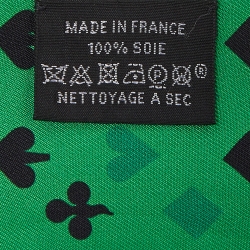 MADE IN FRANCE
100% SOIE
®
NETTOYAGE A SEC